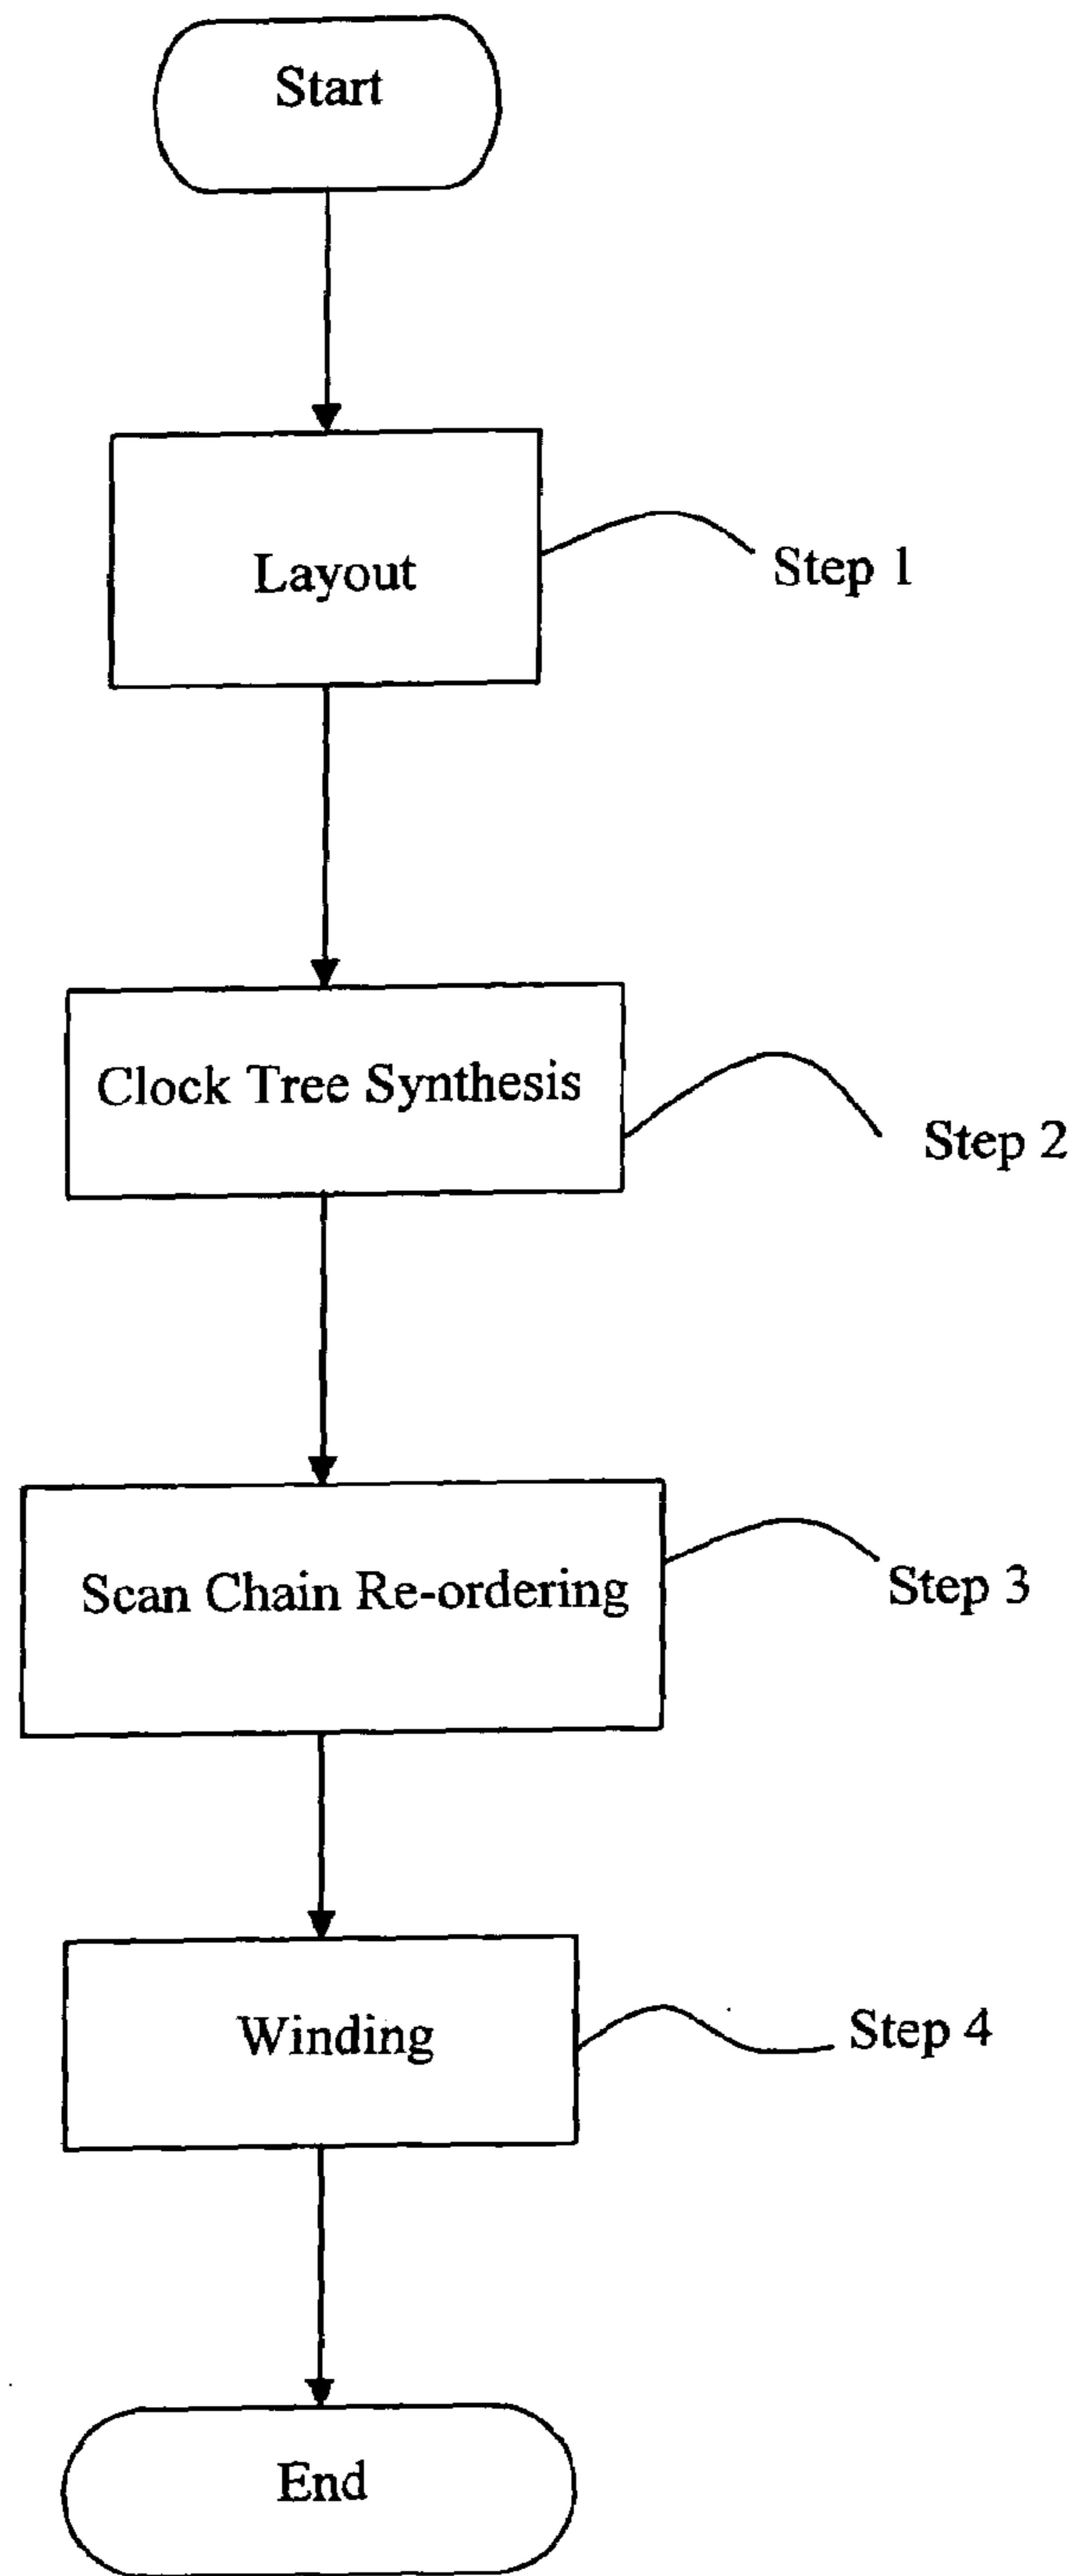 Start
Layout
Step 1
Clock Tree Synthesis
Step 2
Scan Chain Re-ordering
Step 3
Winding
Step 4
End